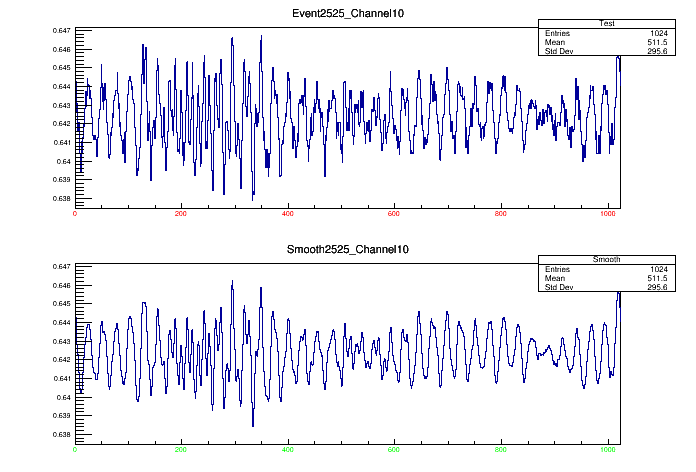 Event2525_Channel10
Test
Entries 1024
Mean 511.5
Std Dev 295.6
0.647
0.646
0.645
0.644
0.643
0.642
0.641
0.64
0.639
0.638
0 200 400 600 800 1000
Smooth2525_Channel10
Smooth
Entries 1024
Mean 511.5
Std Dev 295.6
0.647
0.646
0.645
0.644
0.643
0.642
0.641
0.64
0.639
0.638
0 200 400 600 800 1000